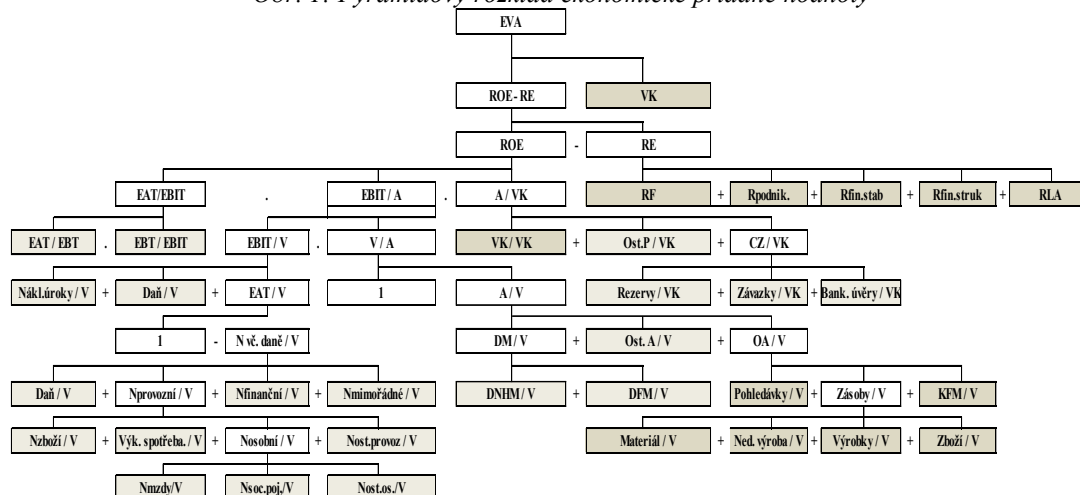 Obr. 1: Pyramidový rozklad ekonomické přidané hodnoty
EVA
ROE - RE VK
ROE - RE
EAT/EBIT . EBIT / A . A / VK RF + Rpodnik. + Rfin.stab + Rfin.struk + RLA
EAT / EBT . EBT / EBIT EBIT / V . V / A VK / VK + Ost.P / VK + CZ / VK
Nákl.úroky / V + Daň / V + EAT / V 1 A / V Rezervy / VK + Závazky / VK + Bank. úvěry / VK
1 - N vč. daně / V DM / V + Ost. A / V + OA / V
Daň / V + Nprovozní / V + Nfinanční / V + Nmimořádné / V DNHM / V + DFM / V Pohledávky / V + Zásoby / V + KFM / V
Nzboží / V + Výk. spotřeba. / V + Nosobní / V + Nost.provoz / V Materiál / V + Ned. výroba / V + Výrobky / V + Zboží / V
Nmzdy/V Nsoc.poj,/V Nost.os./V